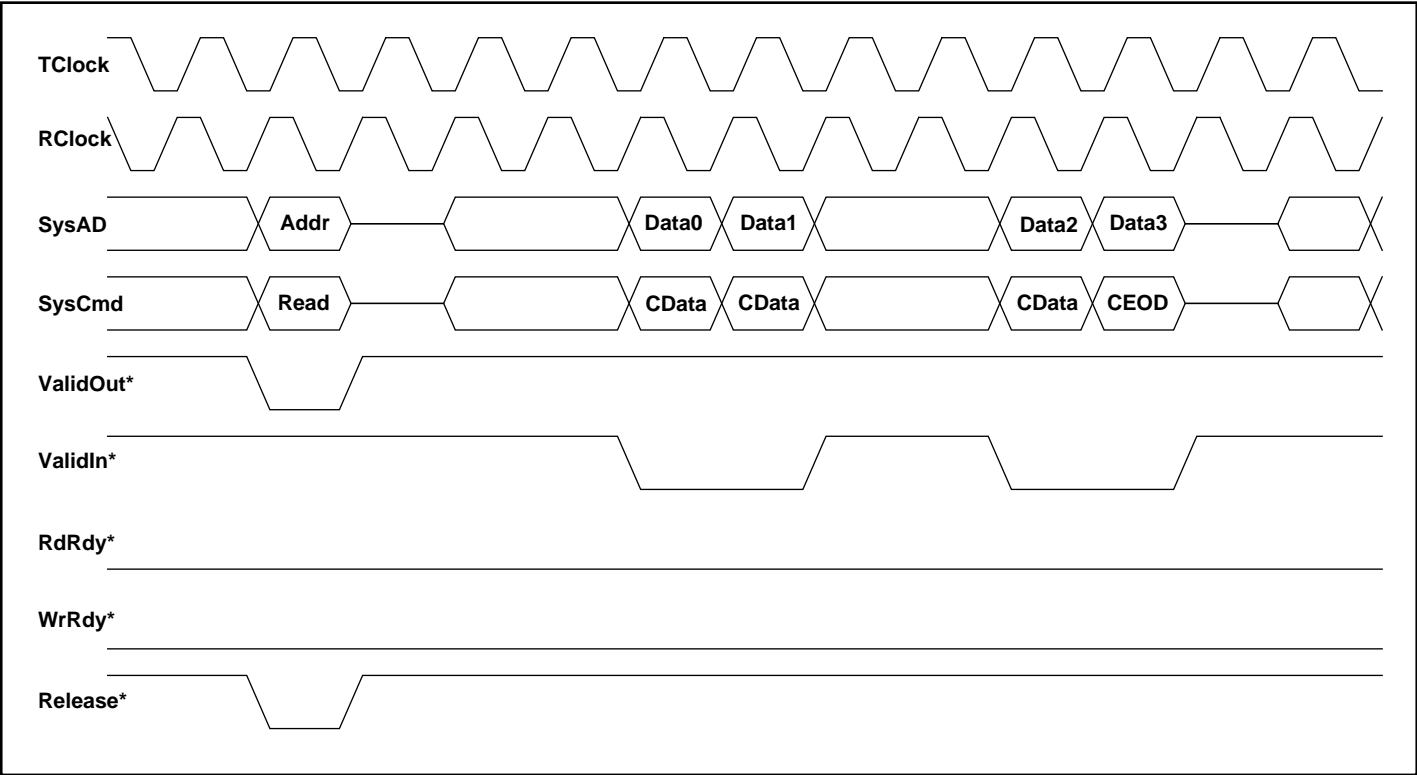 TClock
RClock
SysAD Addr Data0 Data1 Data2 Data3
SysCmd Read CData CData CData CEOD
ValidOut*
ValidIn*
RdRdy*
WrRdy*
Release*